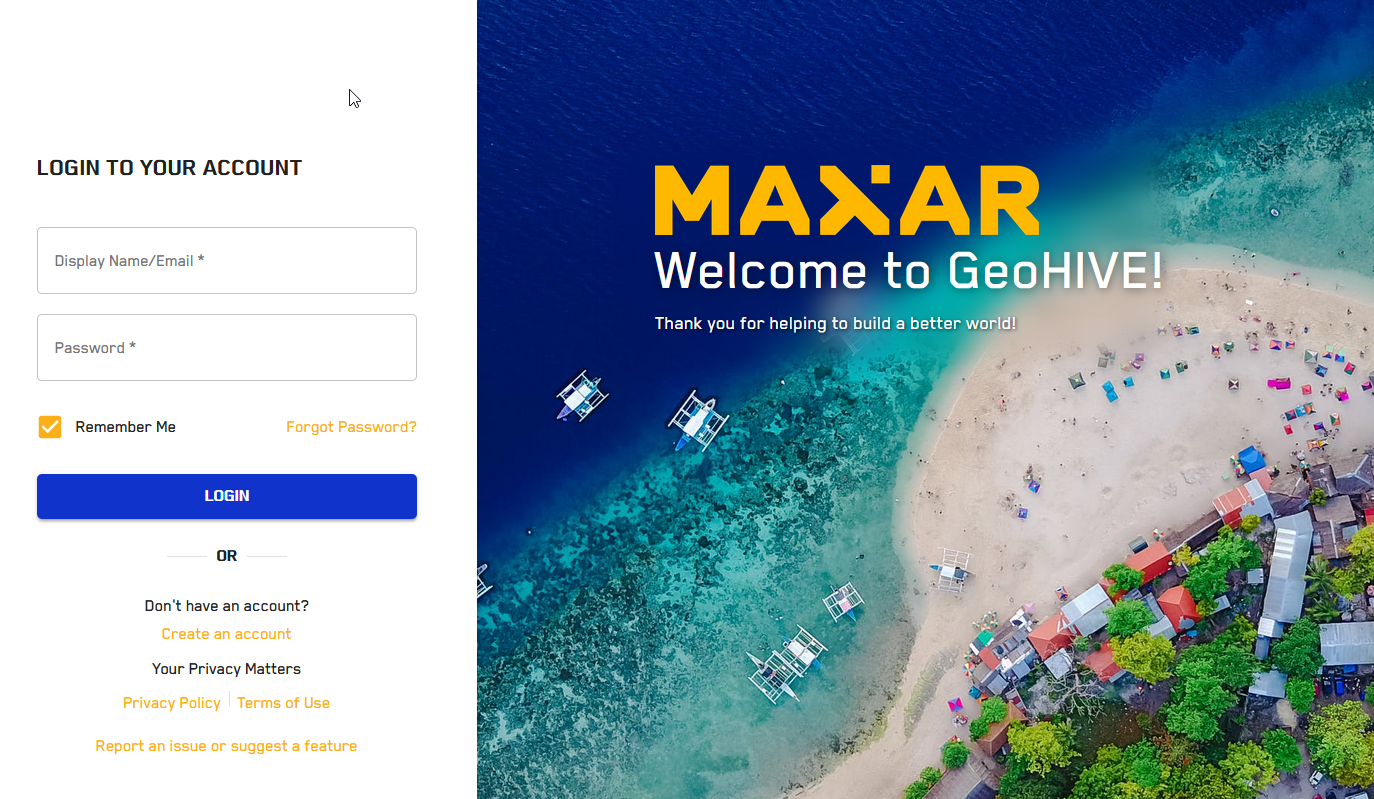 LOGIN TO YOUR ACCOUNT
Display Name/Email *
Password *
Remember Me
Forgot Password?
LOGIN
OR
Don't have an account?
Create an account
Your Privacy Matters
Privacy Policy
Terms of Use
Report an issue or suggest a feature
MAXAR
Welcome to GeoHIVE!
Thank you for helping to build a better world!